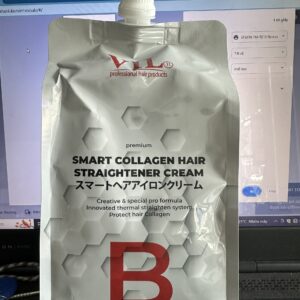 VIL®
professional hair products
premium
SMART COLLAGEN HAIR
STRAIGHTENER CREAM
スマートヘアアイロンクリーム
Creative & special pro formula
Innovated thermal straighten system
Protect hair Collagen
B